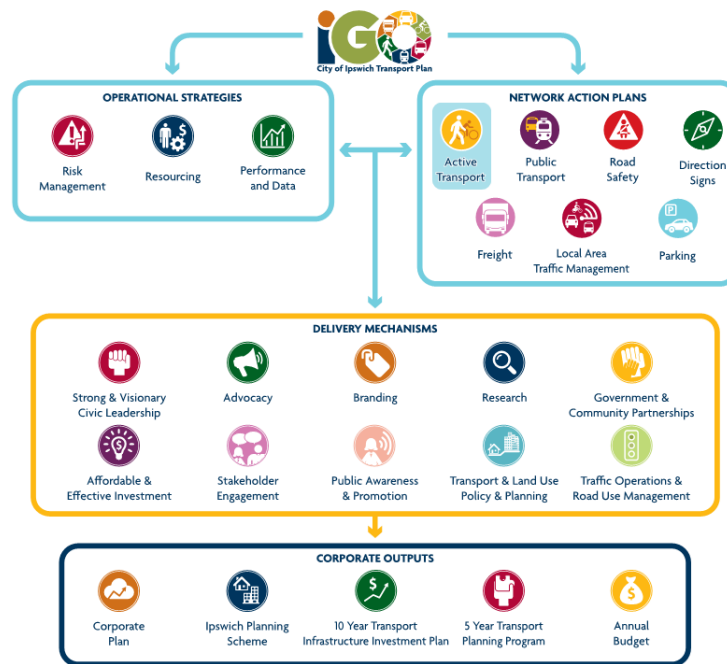 iGO
City of Ipswich Transport Plan
OPERATIONAL STRATEGIES
Risk
Management
Resourcing
Performance
and Data
NETWORK ACTION PLANS
Active
Transport
Public
Transport
Road
Safety
Direction
Signs
Freight
Local Area
Traffic Management
P
Parking
DELIVERY MECHANISMS
Strong & Visionary
Civic Leadership
Advocacy
Branding
Research
Government &
Community Partnerships
Affordable &
Effective Investment
Stakeholder
Engagement
Public Awareness
& Promotion
Transport & Land Use
Policy & Planning
Traffic Operations &
Road Use Management
CORPORATE OUTPUTS
Corporate
Plan
Ipswich Planning
Scheme
10 Year Transport
Infrastructure Investment Plan
5 Year Transport
Planning Program
Annual
Budget